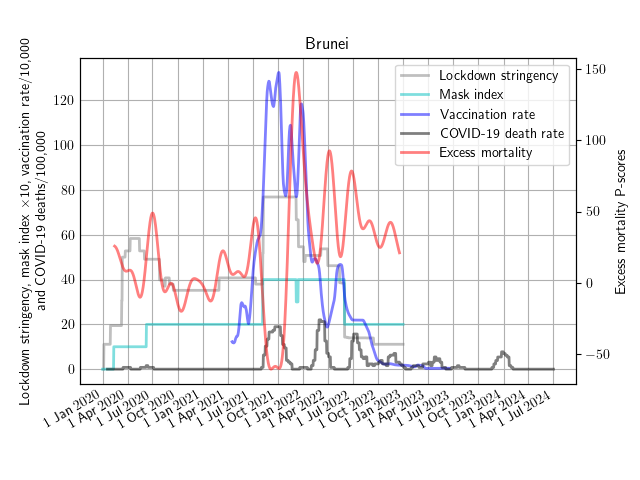 Brunei
Lockdown stringency, mask index ×10, vaccination rate/10,000
and COVID-19 deaths/100,000
120
100
80
60
40
20
0
150
100
50
0
−50
Excess mortality P-scores
Lockdown stringency
Mask index
Vaccination rate
COVID-19 death rate
Excess mortality
1 Jan 2020
1 Apr 2020
1 Jul 2020
1 Oct 2020
1 Jan 2021
1 Apr 2021
1 Jul 2021
1 Oct 2021
1 Jan 2022
1 Apr 2022
1 Jul 2022
1 Oct 2022
1 Jan 2023
1 Apr 2023
1 Jul 2023
1 Oct 2023
1 Jan 2024
1 Apr 2024
1 Jul 2024